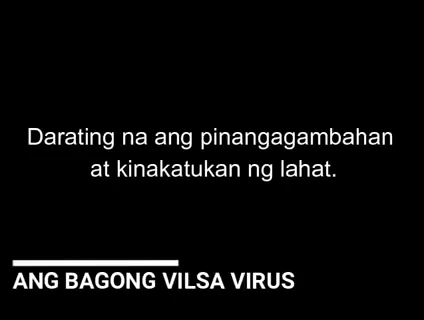 Darating na ang pinangagambahan
at kinakatukan ng lahat.
ANG BAGONG VILSA VIRUS